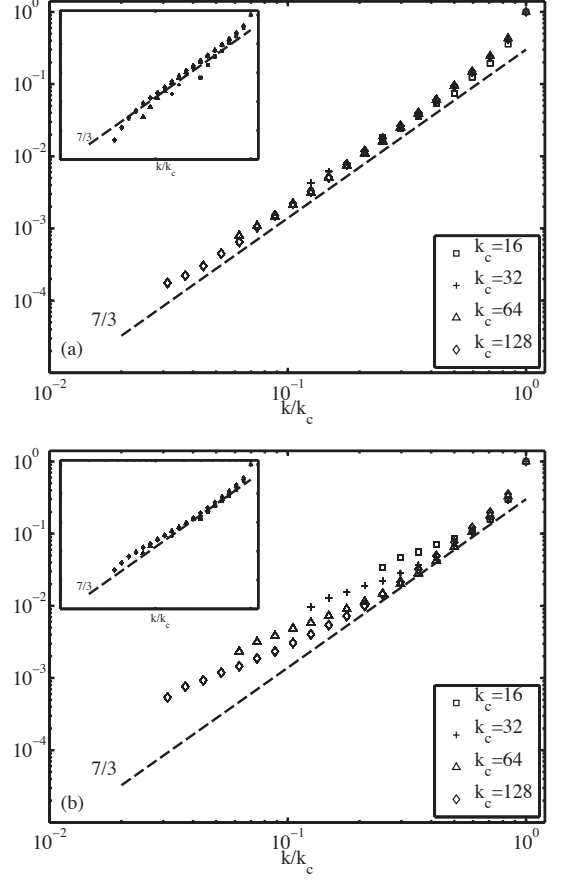 10^0
10^-1
10^-2
10^-3
10^-4
7/3
k/k_c
7/3
(a)
k_c=16
k_c=32
k_c=64
k_c=128
10^-2
10^-1
10^0
k/k_c
10^0
10^-1
10^-2
10^-3
10^-4
7/3
k/k_c
7/3
(b)
k_c=16
k_c=32
k_c=64
k_c=128
10^-2
10^-1
10^0
k/k_c